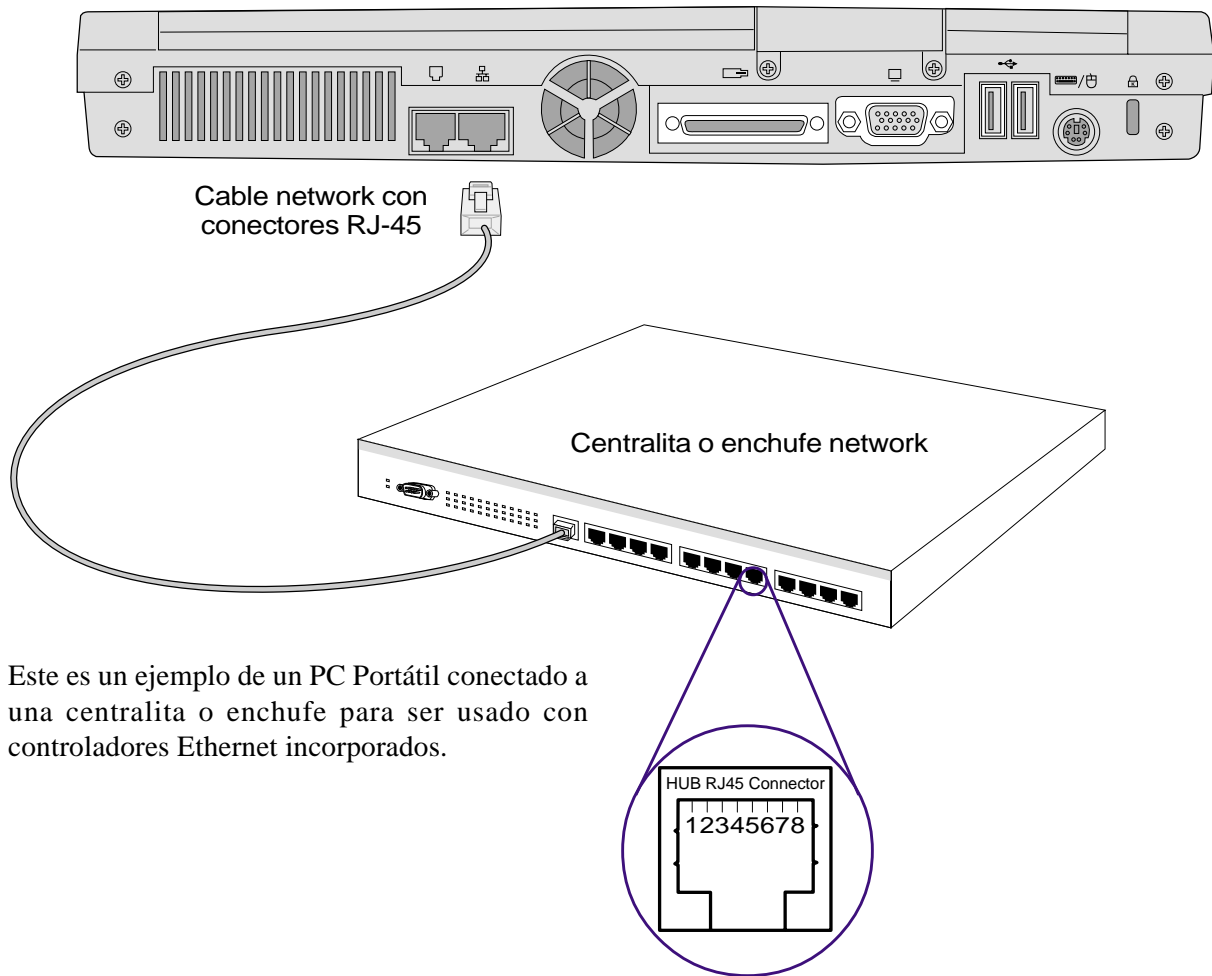 Cable network con
conectores RJ-45
Centralita o enchufe network
Este es un ejemplo de un PC Portátil conectado a
una centralita o enchufe para ser usado con
controladores Ethernet incorporados.
HUB RJ45 Connector
12345678